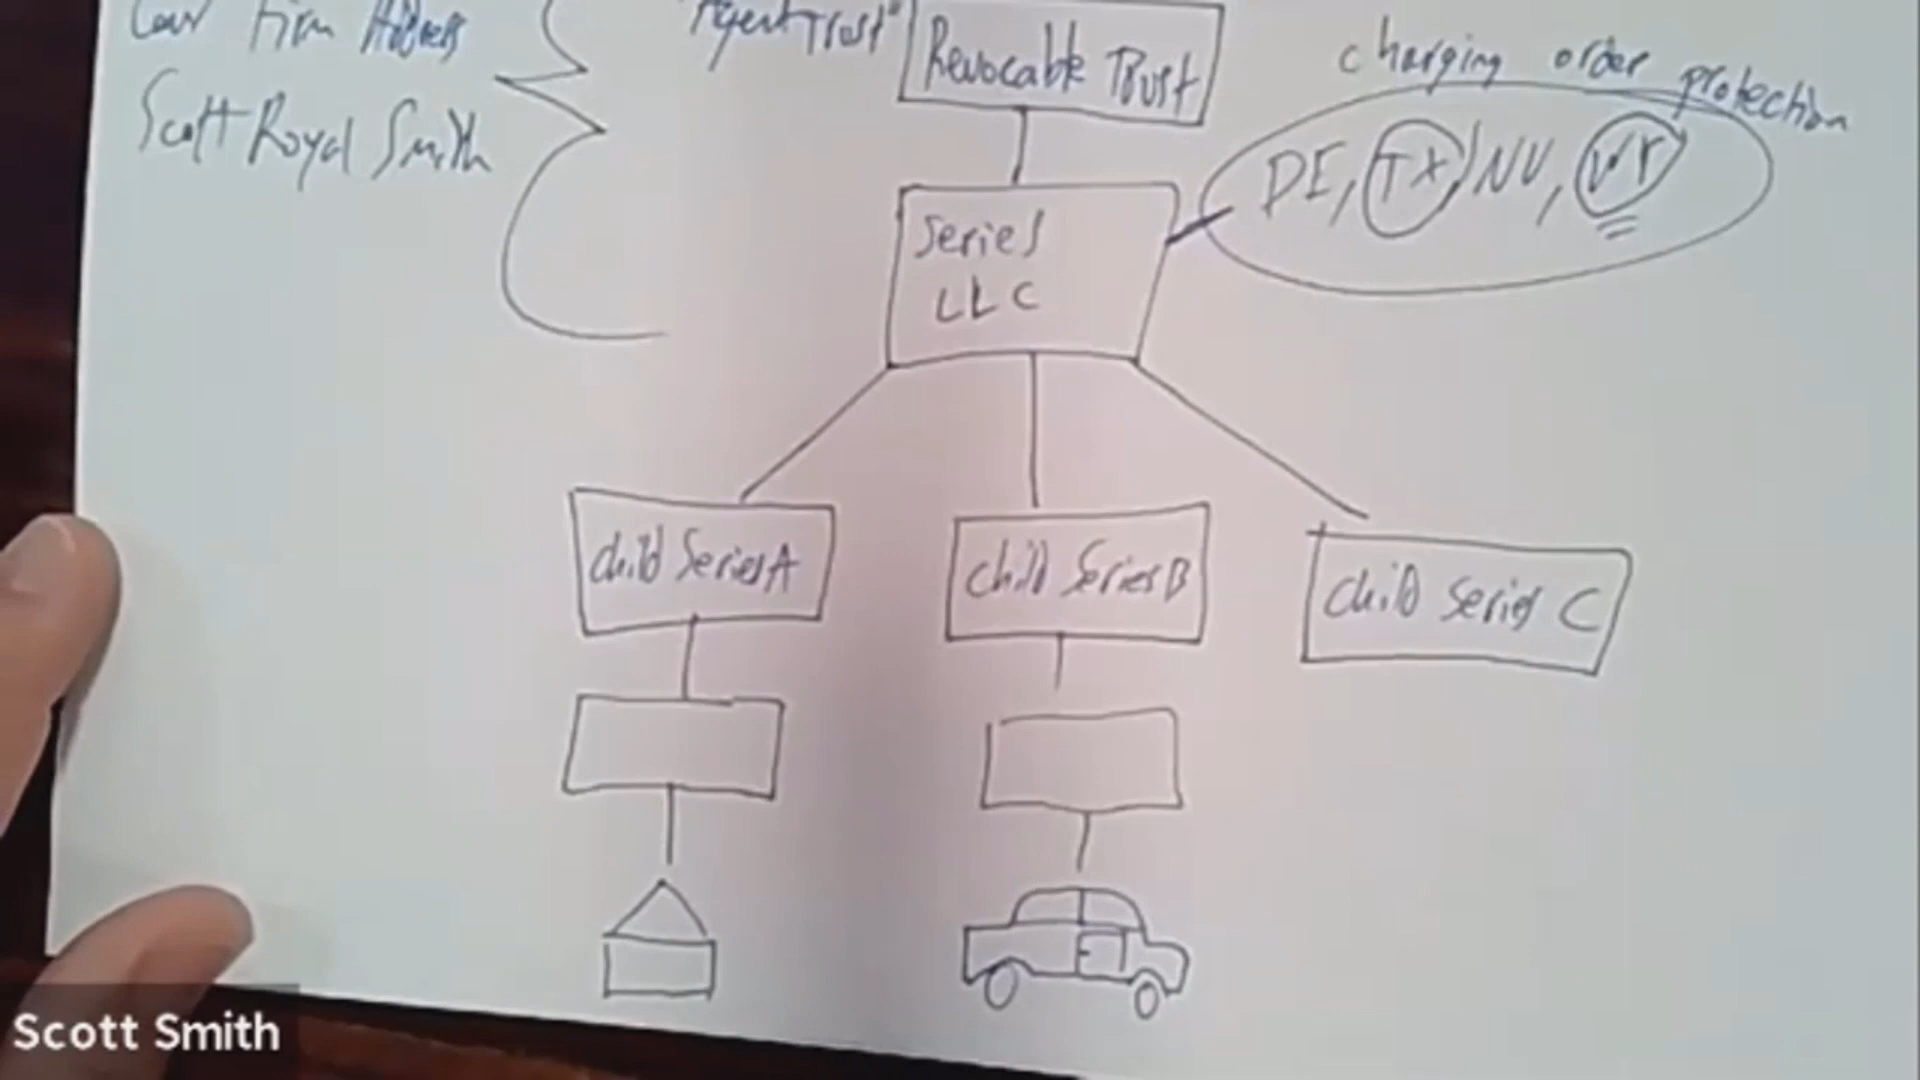 Law Firm Address
Scott Royal Smith
"Agent Trust"
Revocable Trust
charging order protection
DE, TX, NV, WY
Series
LLC
child Series A
child Series B
child Series C
Scott Smith